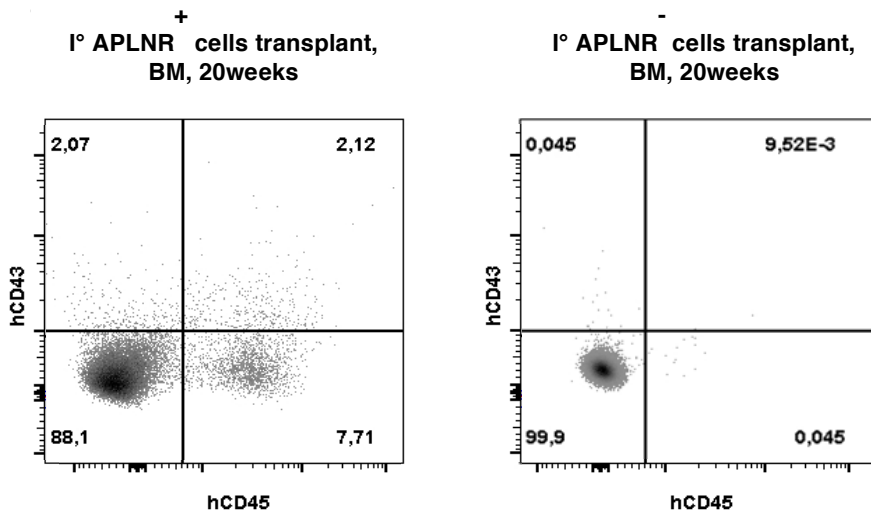 +
I° APLNR cells transplant,
BM, 20weeks
2,07
2,12
hCD43
88,1
7,71
hCD45
-
I° APLNR cells transplant,
BM, 20weeks
0,045
9,52E-3
hCD43
99,9
0,045
hCD45